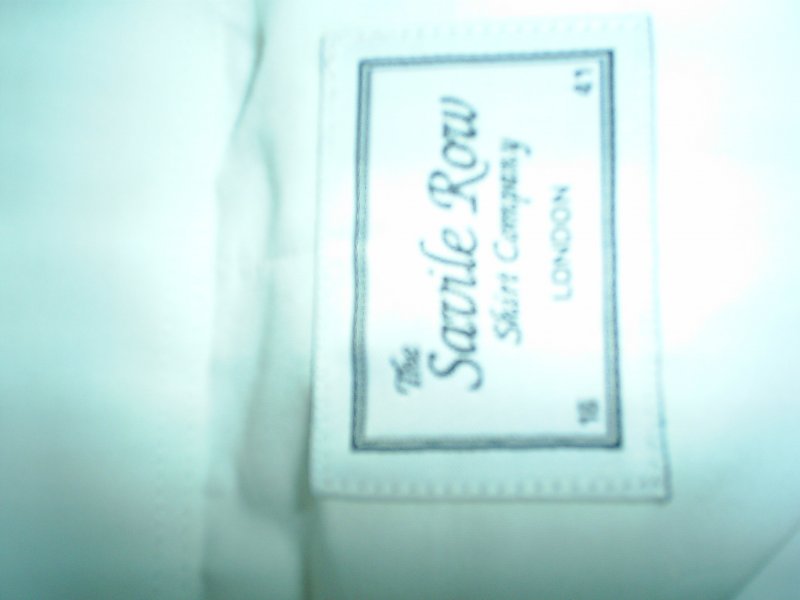 The
Savile Row
Shirt Company
LONDON
16 41